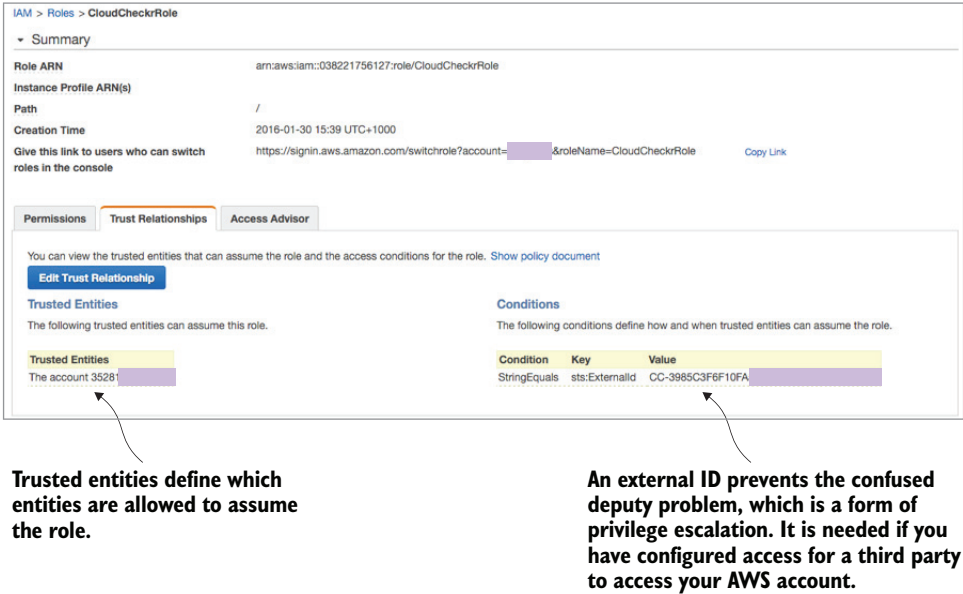 IAM > Roles > CloudCheckrRole
Summary
Role ARN arn:aws:iam::038221756127:role/CloudCheckrRole
Instance Profile ARN(s)
Path /
Creation Time 2016-01-30 15:39 UTC+1000
Give this link to users who can switch roles in the console https://signin.aws.amazon.com/switchrole?account= &roleName=CloudCheckrRole Copy Link
Permissions Trust Relationships Access Advisor
You can view the trusted entities that can assume the role and the access conditions for the role. Show policy document
Edit Trust Relationship
Trusted Entities
The following trusted entities can assume this role.
Trusted Entities
The account 35281
Conditions
The following conditions define how and when trusted entities can assume the role.
Condition Key Value
StringEquals sts:ExternalId CC-3985C3F6F10FA
Trusted entities define which
entities are allowed to assume
the role.
An external ID prevents the confused
deputy problem, which is a form of
privilege escalation. It is needed if you
have configured access for a third party
to access your AWS account.